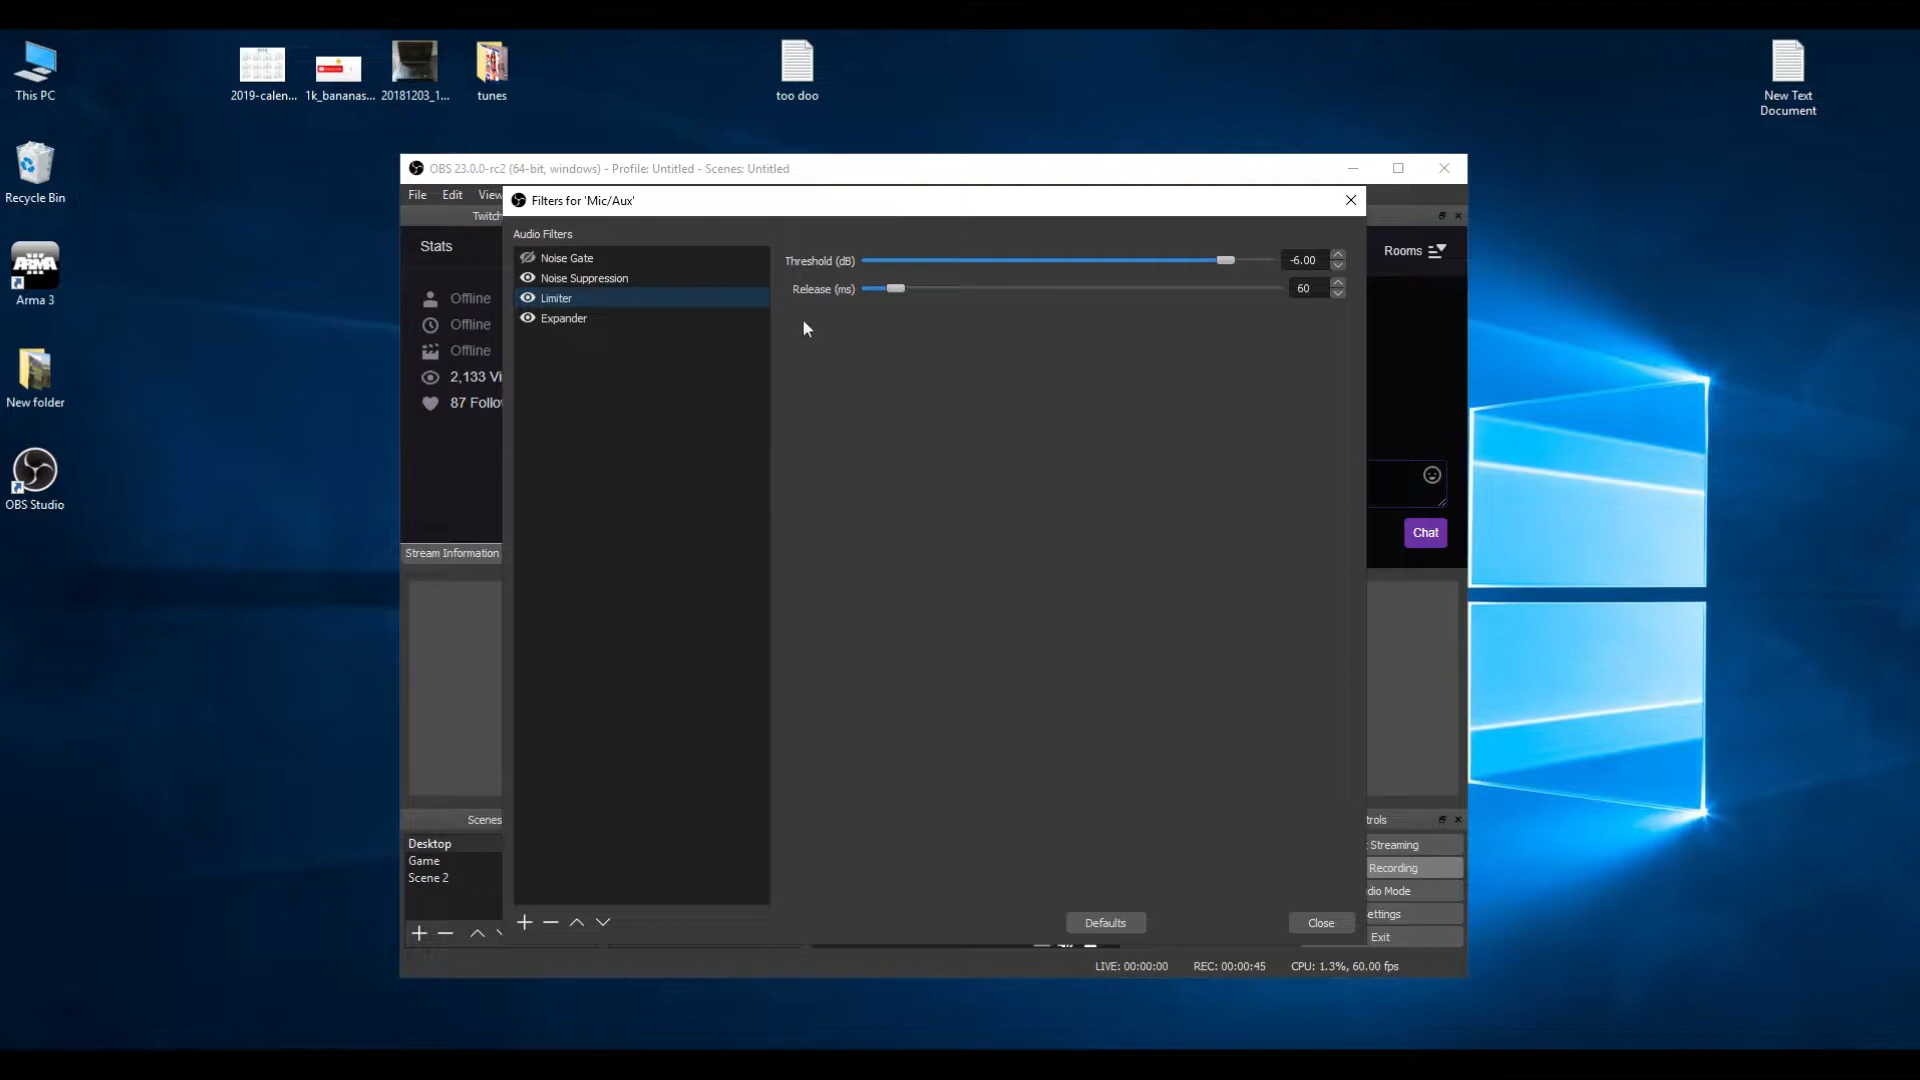 This PC
2019-calen...
1k_bananas...
20181203_1...
tunes
too doo
New Text
Document
Recycle Bin
ARMA
III
Arma 3
New folder
OBS Studio
OBS 23.0.0-rc2 (64-bit, windows) - Profile: Untitled - Scenes: Untitled
File Edit View
Filters for 'Mic/Aux'
Twitch
Audio Filters
Stats
Noise Gate
Noise Suppression
Limiter
Expander
Threshold (dB)
-6.00
Release (ms)
60
Rooms
Offline
Offline
Offline
2,133 Vi
87 Follo
Chat
Stream Information
Scenes
trols
Desktop
Game
Scene 2
Streaming
Recording
dio Mode
ettings
Exit
Defaults
Close
LIVE: 00:00:00
REC: 00:00:45
CPU: 1.3%, 60.00 fps